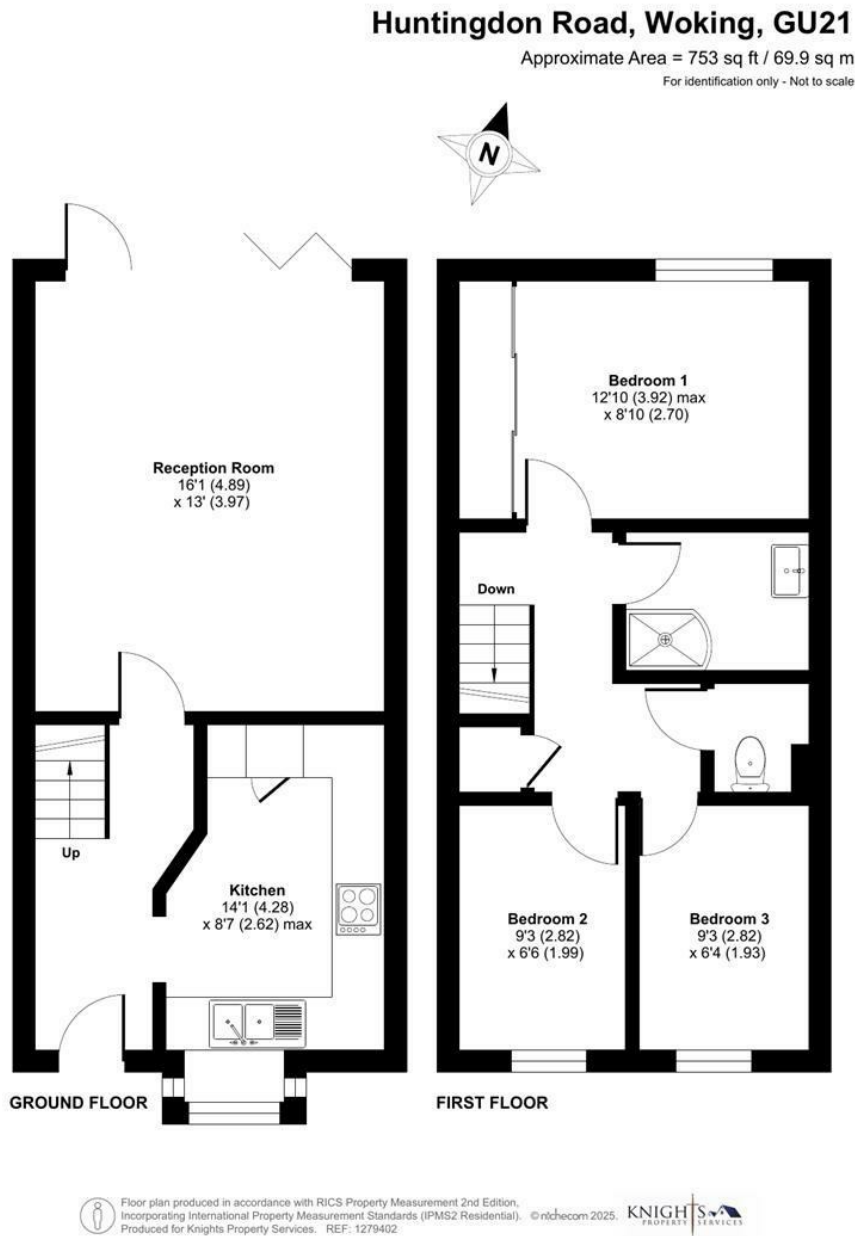 Huntingdon Road, Woking, GU21
Approximate Area = 753 sq ft / 69.9 sq m
For identification only - Not to scale
N
Reception Room
16'1 (4.89)
x 13' (3.97)
Up
Kitchen
14'1 (4.28)
x 8'7 (2.62) max
GROUND FLOOR
Bedroom 1
12'10 (3.92) max
x 8'10 (2.70)
Down
Bedroom 2
9'3 (2.82)
x 6'6 (1.99)
Bedroom 3
9'3 (2.82)
x 6'4 (1.93)
FIRST FLOOR
Floor plan produced in accordance with RICS Property Measurement 2nd Edition,
Incorporating International Property Measurement Standards (IPMS2 Residential). ©nichecom 2025.
Produced for Knights Property Services. REF: 1279402
KNIGHTS
PROPERTY SERVICES